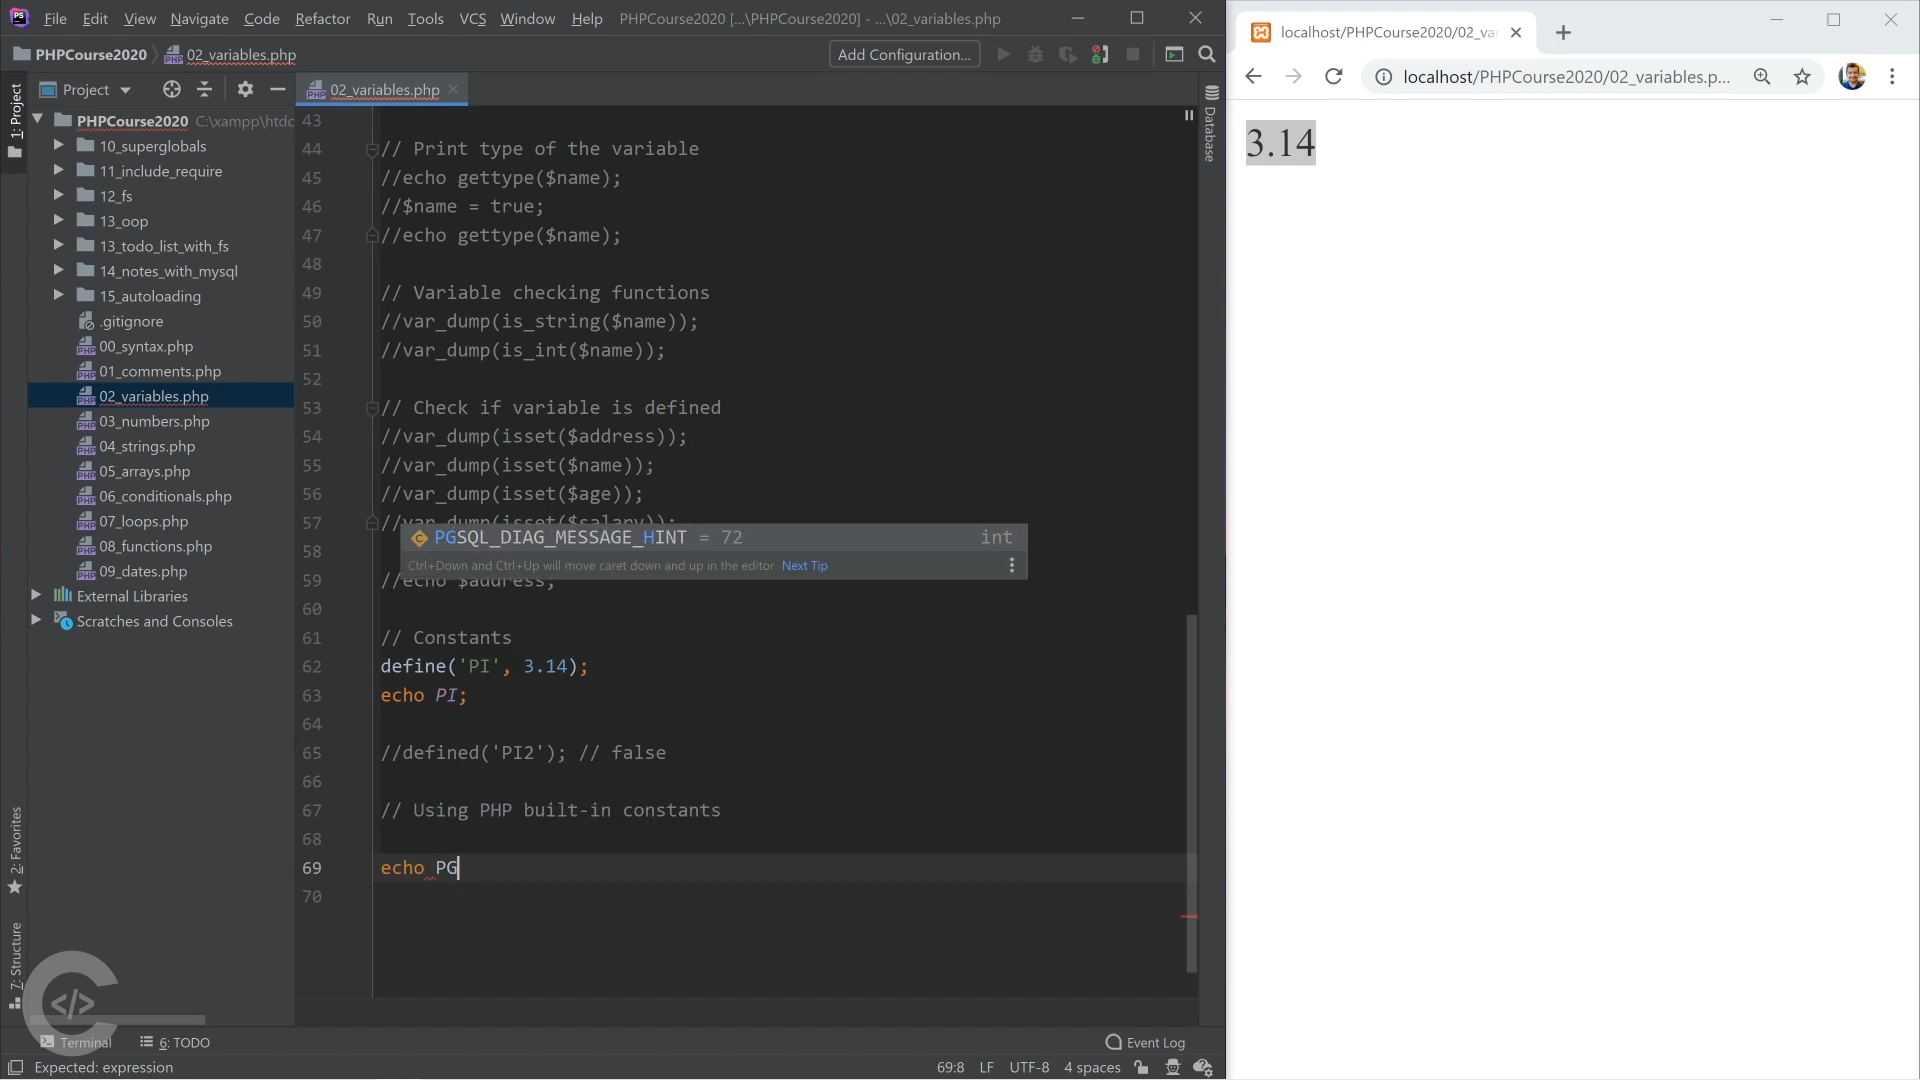 File Edit View Navigate Code Refactor Run Tools VCS Window Help PHPCourse2020 [...\PHPCourse2020] - ...\02_variables.php
PHPCourse2020 02_variables.php Add Configuration...
Project 02_variables.php
1: Project
PHPCourse2020 C:\xampp\htdc
10_superglobals
11_include_require
12_fs
13_oop
13_todo_list_with_fs
14_notes_with_mysql
15_autoloading
.gitignore
00_syntax.php
01_comments.php
02_variables.php
03_numbers.php
04_strings.php
05_arrays.php
06_conditionals.php
07_loops.php
08_functions.php
09_dates.php
External Libraries
Scratches and Consoles
2: Favorites
7: Structure
43
44 // Print type of the variable
45 //echo gettype($name);
46 //$name = true;
47 //echo gettype($name);
48
49 // Variable checking functions
50 //var_dump(is_string($name));
51 //var_dump(is_int($name));
52
53 // Check if variable is defined
54 //var_dump(isset($address));
55 //var_dump(isset($name));
56 //var_dump(isset($age));
57 //var_dump(isset($salary));
PGSQL_DIAG_MESSAGE_HINT = 72 int
58
Ctrl+Down and Ctrl+Up will move caret down and up in the editor Next Tip
59 //echo $address;
60
61 // Constants
62 define('PI', 3.14);
63 echo PI;
64
65 //defined('PI2'); // false
66
67 // Using PHP built-in constants
68
69 echo PG
70
Database
Terminal 6: TODO Event Log
Expected: expression 69:8 LF UTF-8 4 spaces
localhost/PHPCourse2020/02_va
localhost/PHPCourse2020/02_variables.p...
3.14